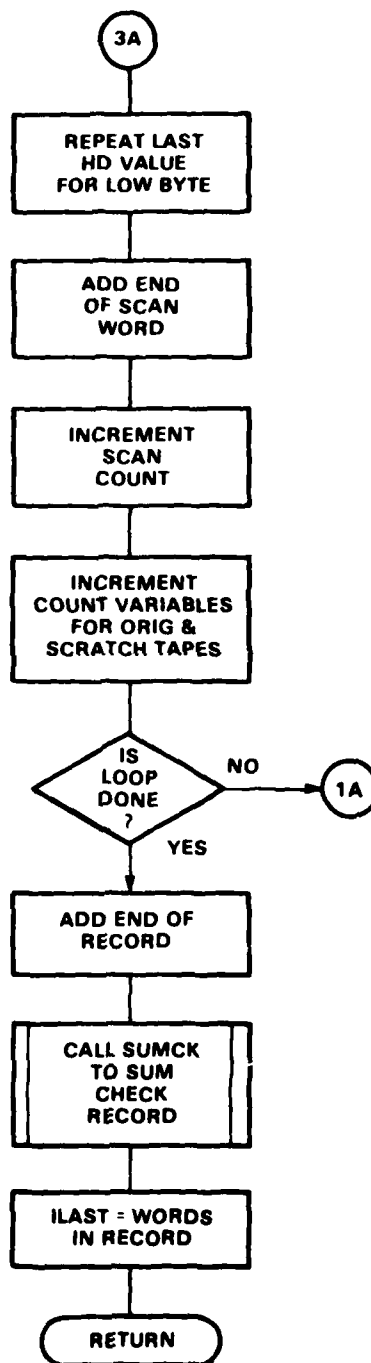 3A
REPEAT LAST
HD VALUE
FOR LOW BYTE
ADD END
OF SCAN
WORD
INCREMENT
SCAN
COUNT
INCREMENT
COUNT VARIABLES
FOR ORIG &
SCRATCH TAPES
IS
LOOP
DONE
?
NO
1A
YES
ADD END OF
RECORD
CALL SUMCK
TO SUM
CHECK
RECORD
ILAST = WORDS
IN RECORD
RETURN